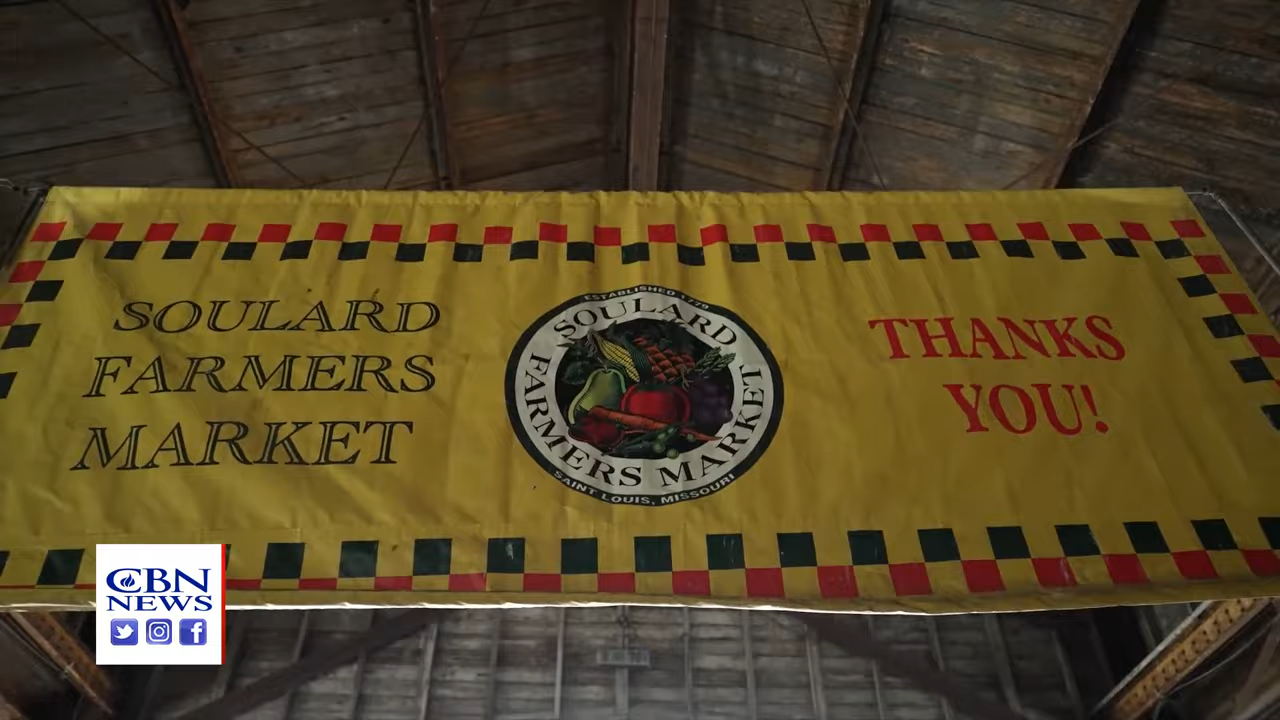 SOULARD
FARMERS
MARKET
ESTABLISHED 1779
SOULARD
FARMERS MARKET
SAINT LOUIS, MISSOURI
THANKS
YOU!
CBN
NEWS